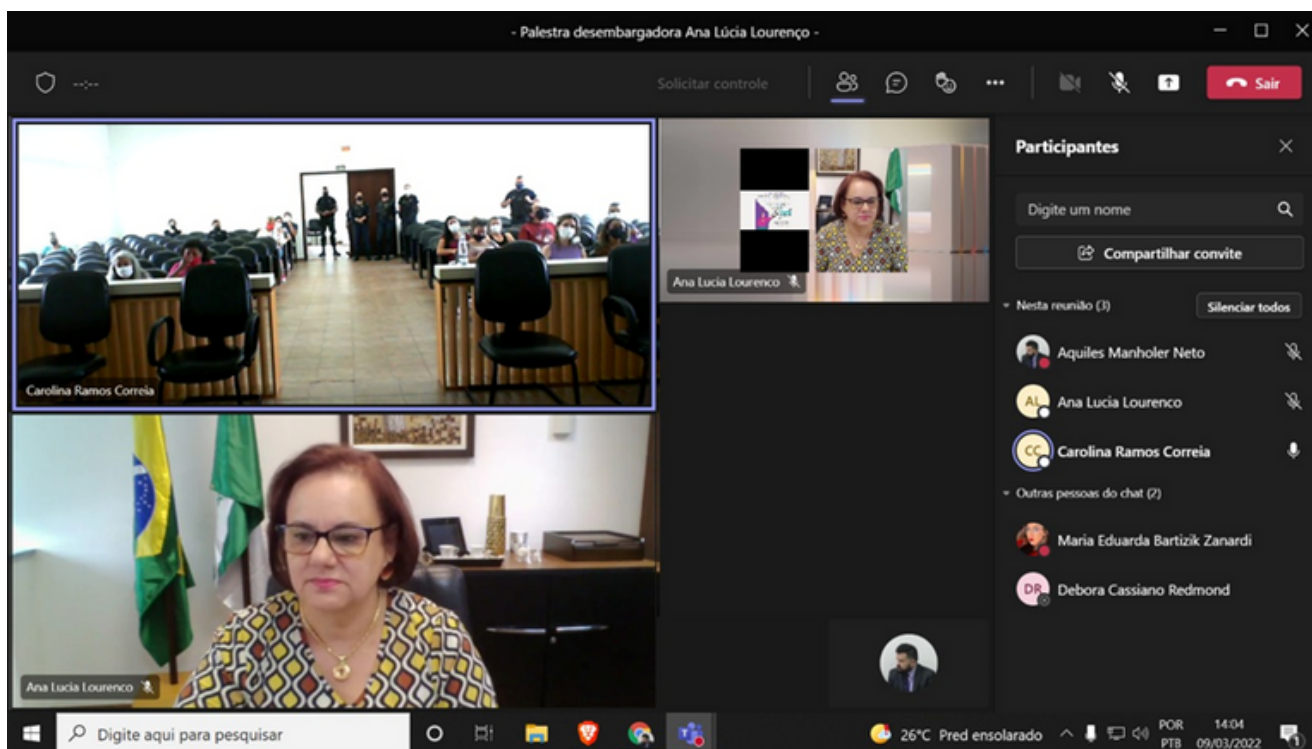 - Palestra desembargadora Ana Lúcia Lourenço -
--:--
Solicitar controle
Sair
Carolina Ramos Correia
Ana Lucia Lourenco
Ana Lucia Lourenco
Participantes
Digite um nome
Compartilhar convite
Nesta reunião (3)
Silenciar todos
Aquiles Manholer Neto
AL
Ana Lucia Lourenco
CC
Carolina Ramos Correia
Outras pessoas do chat (2)
Maria Eduarda Bartizik Zanardi
DR
Debora Cassiano Redmond
Digite aqui para pesquisar
26°C Pred ensolarado
POR
PTB
14:04
09/03/2022